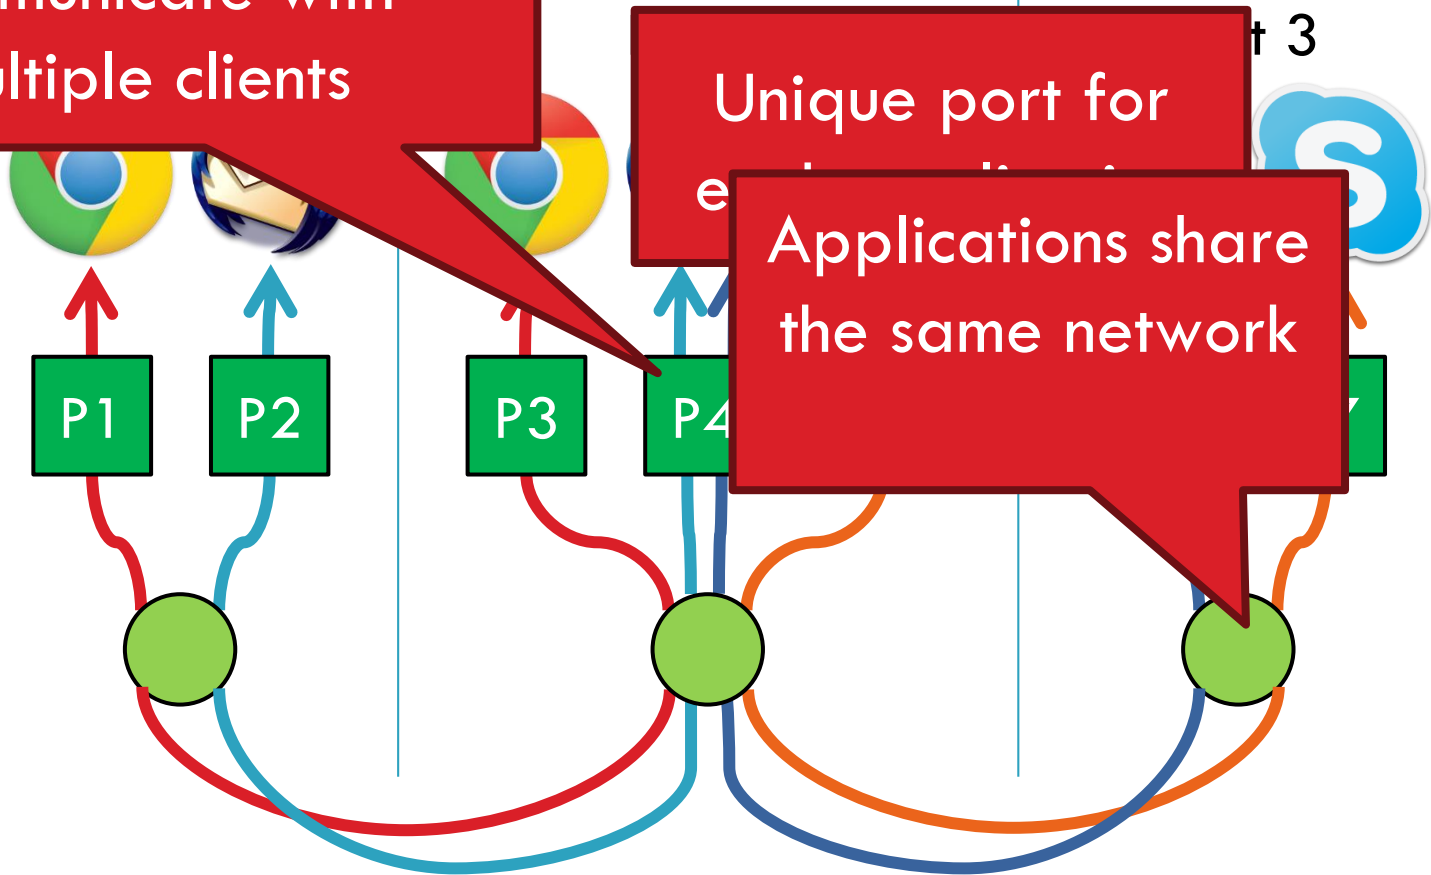 ltiple clients
t 3
Unique port for
Applications share
the same network
P1
P2
P3
P4
S